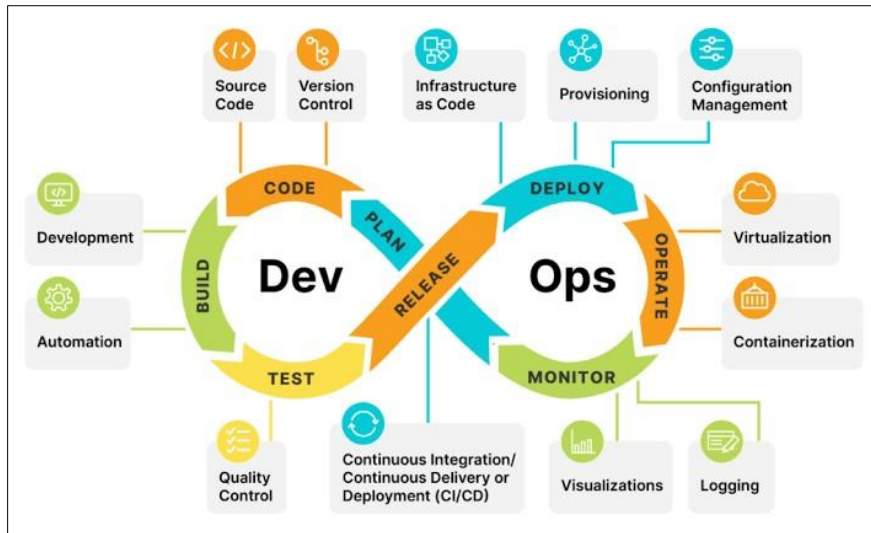 Source
Code
Version
Control
Infrastructure
as Code
Provisioning
Configuration
Management
CODE
PLAN
DEPLOY
Development
BUILD
Dev
RELEASE
Ops
OPERATE
Virtualization
Automation
Containerization
TEST
MONITOR
Quality
Control
Continuous Integration/
Continuous Delivery or
Deployment (CI/CD)
Visualizations
Logging